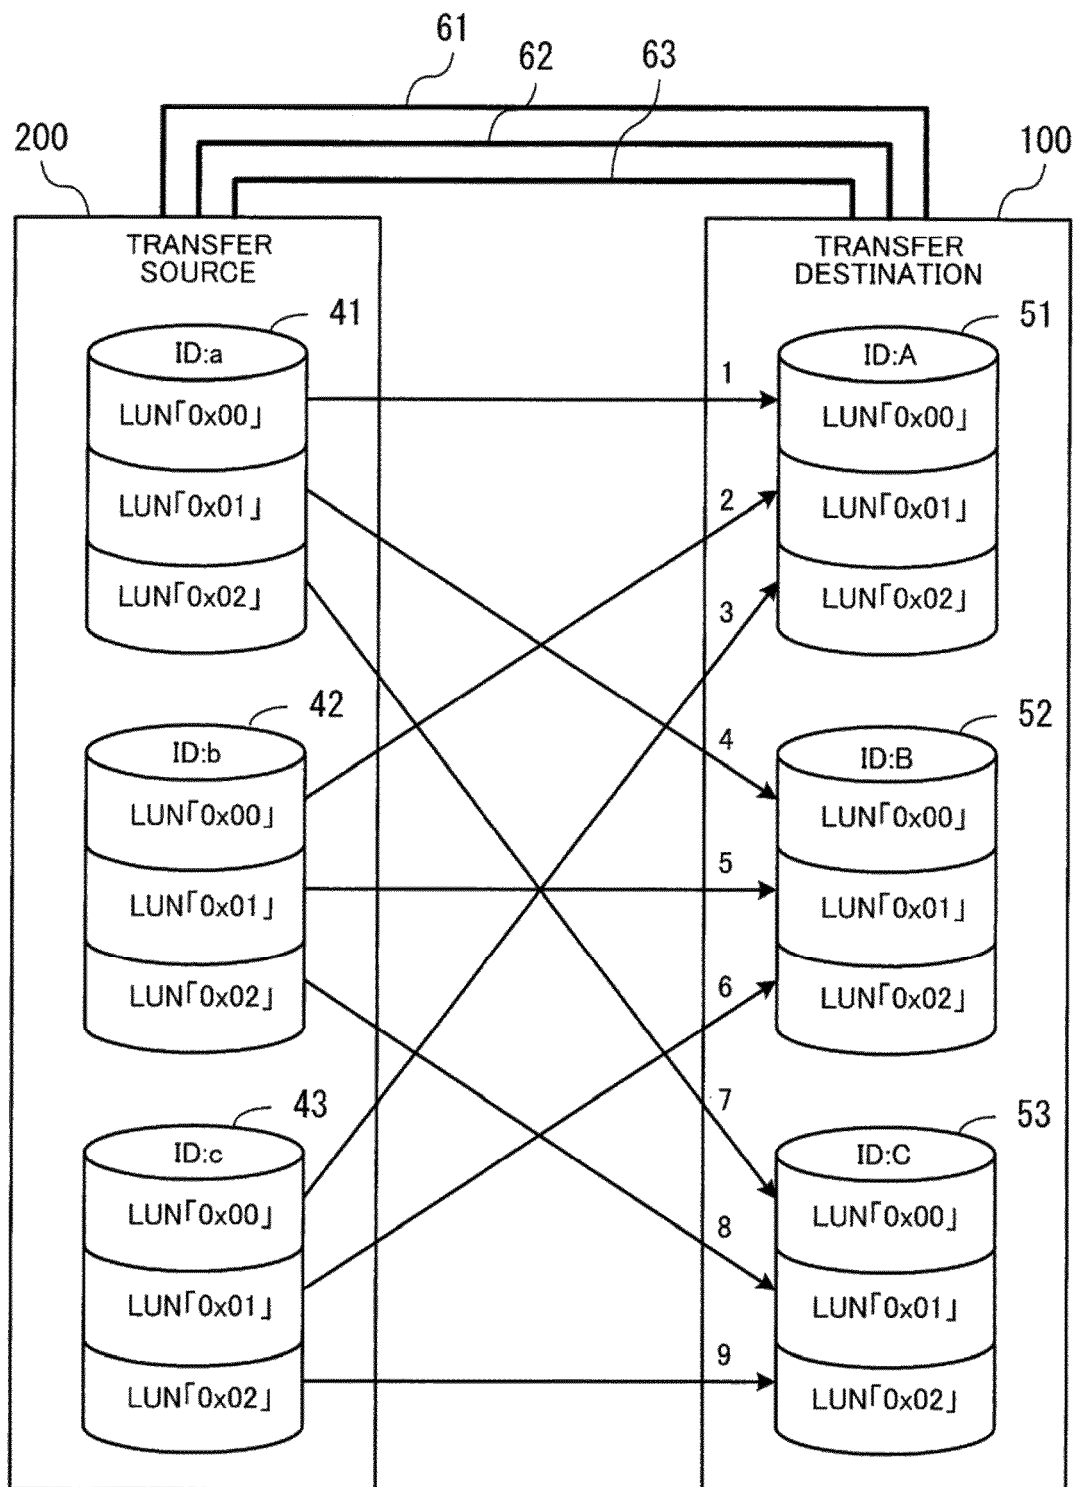 61
62
63
200
100
TRANSFER
SOURCE
TRANSFER
DESTINATION
41
ID:a
LUN「0x00」
LUN「0x01」
LUN「0x02」
51
ID:A
LUN「0x00」
LUN「0x01」
LUN「0x02」
1
2
3
42
ID:b
LUN「0x00」
LUN「0x01」
LUN「0x02」
52
ID:B
LUN「0x00」
LUN「0x01」
LUN「0x02」
4
5
6
43
ID:c
LUN「0x00」
LUN「0x01」
LUN「0x02」
53
ID:C
LUN「0x00」
LUN「0x01」
LUN「0x02」
7
8
9